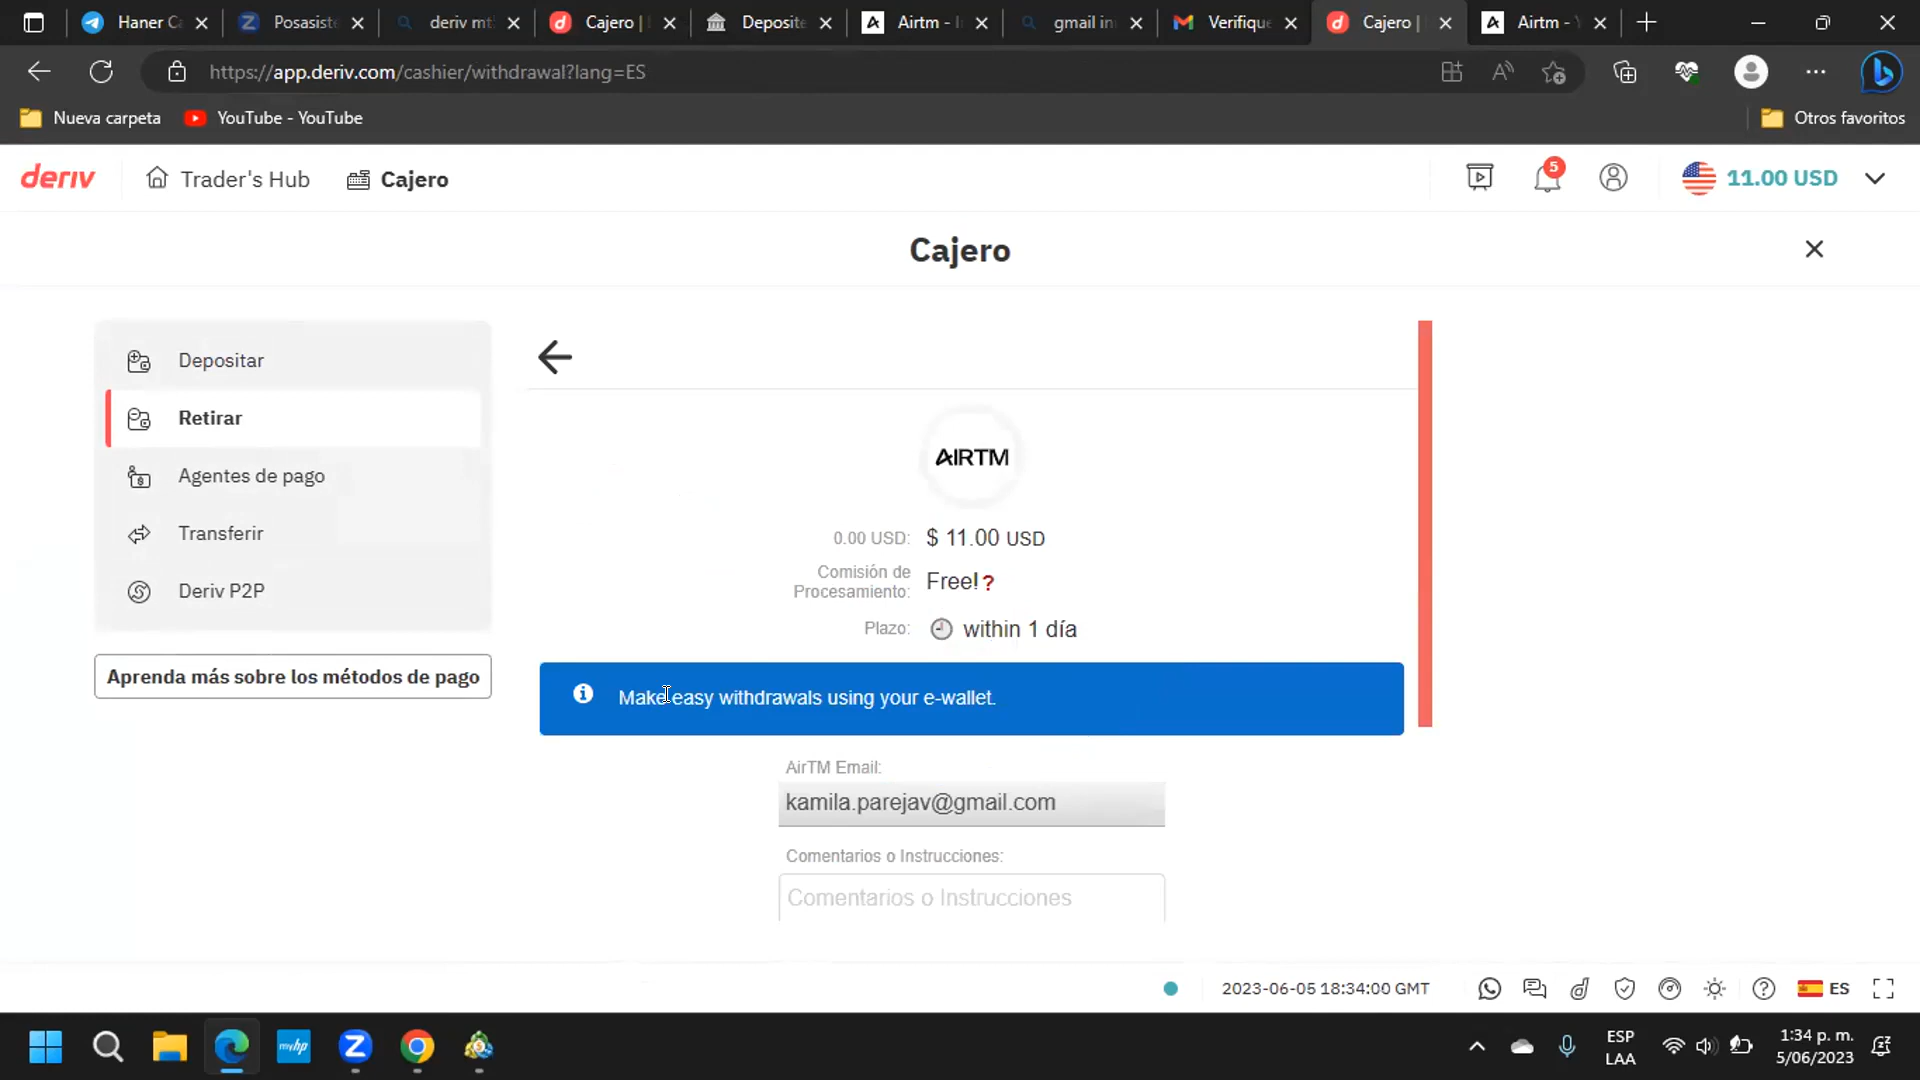 Haner C
Posasiste
deriv mt
Cajero |
Deposite
Airtm - I
gmail in
Verifique
Cajero |
Airtm -
https://app.deriv.com/cashier/withdrawal?lang=ES
Nueva carpeta
YouTube - YouTube
Otros favoritos
deriv
Trader's Hub
Cajero
5
11.00 USD
Cajero
Depositar
Retirar
Agentes de pago
Transferir
Deriv P2P
Aprenda más sobre los métodos de pago
AIRTM
0.00 USD: $ 11.00 USD
Comisión de
Procesamiento: Free! ?
Plazo: within 1 día
Make easy withdrawals using your e-wallet.
AirTM Email:
kamila.parejav@gmail.com
Comentarios o Instrucciones:
Comentarios o Instrucciones
2023-06-05 18:34:00 GMT
ES
myhp
ESP
LAA
1:34 p. m.
5/06/2023